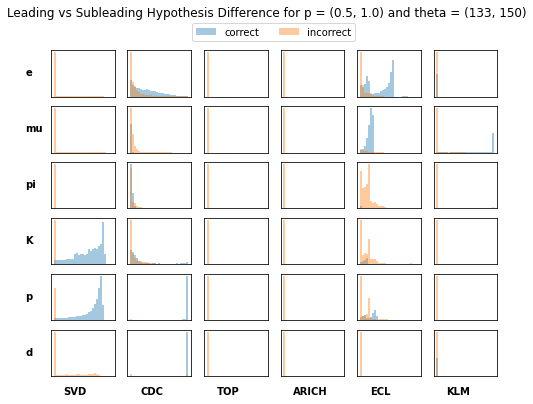 Leading vs Subleading Hypothesis Difference for p = (0.5, 1.0) and theta = (133, 150)
correct incorrect
e
mu
pi
K
p
d
SVD CDC TOP ARICH ECL KLM